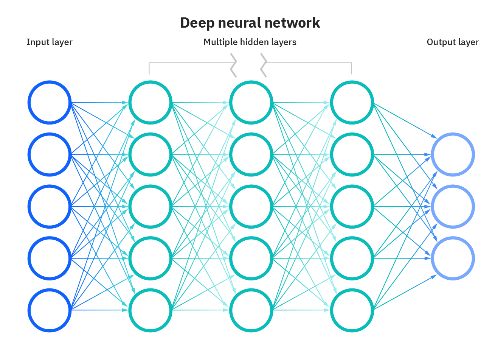 Deep neural network
Input layer
Multiple hidden layers
Output layer